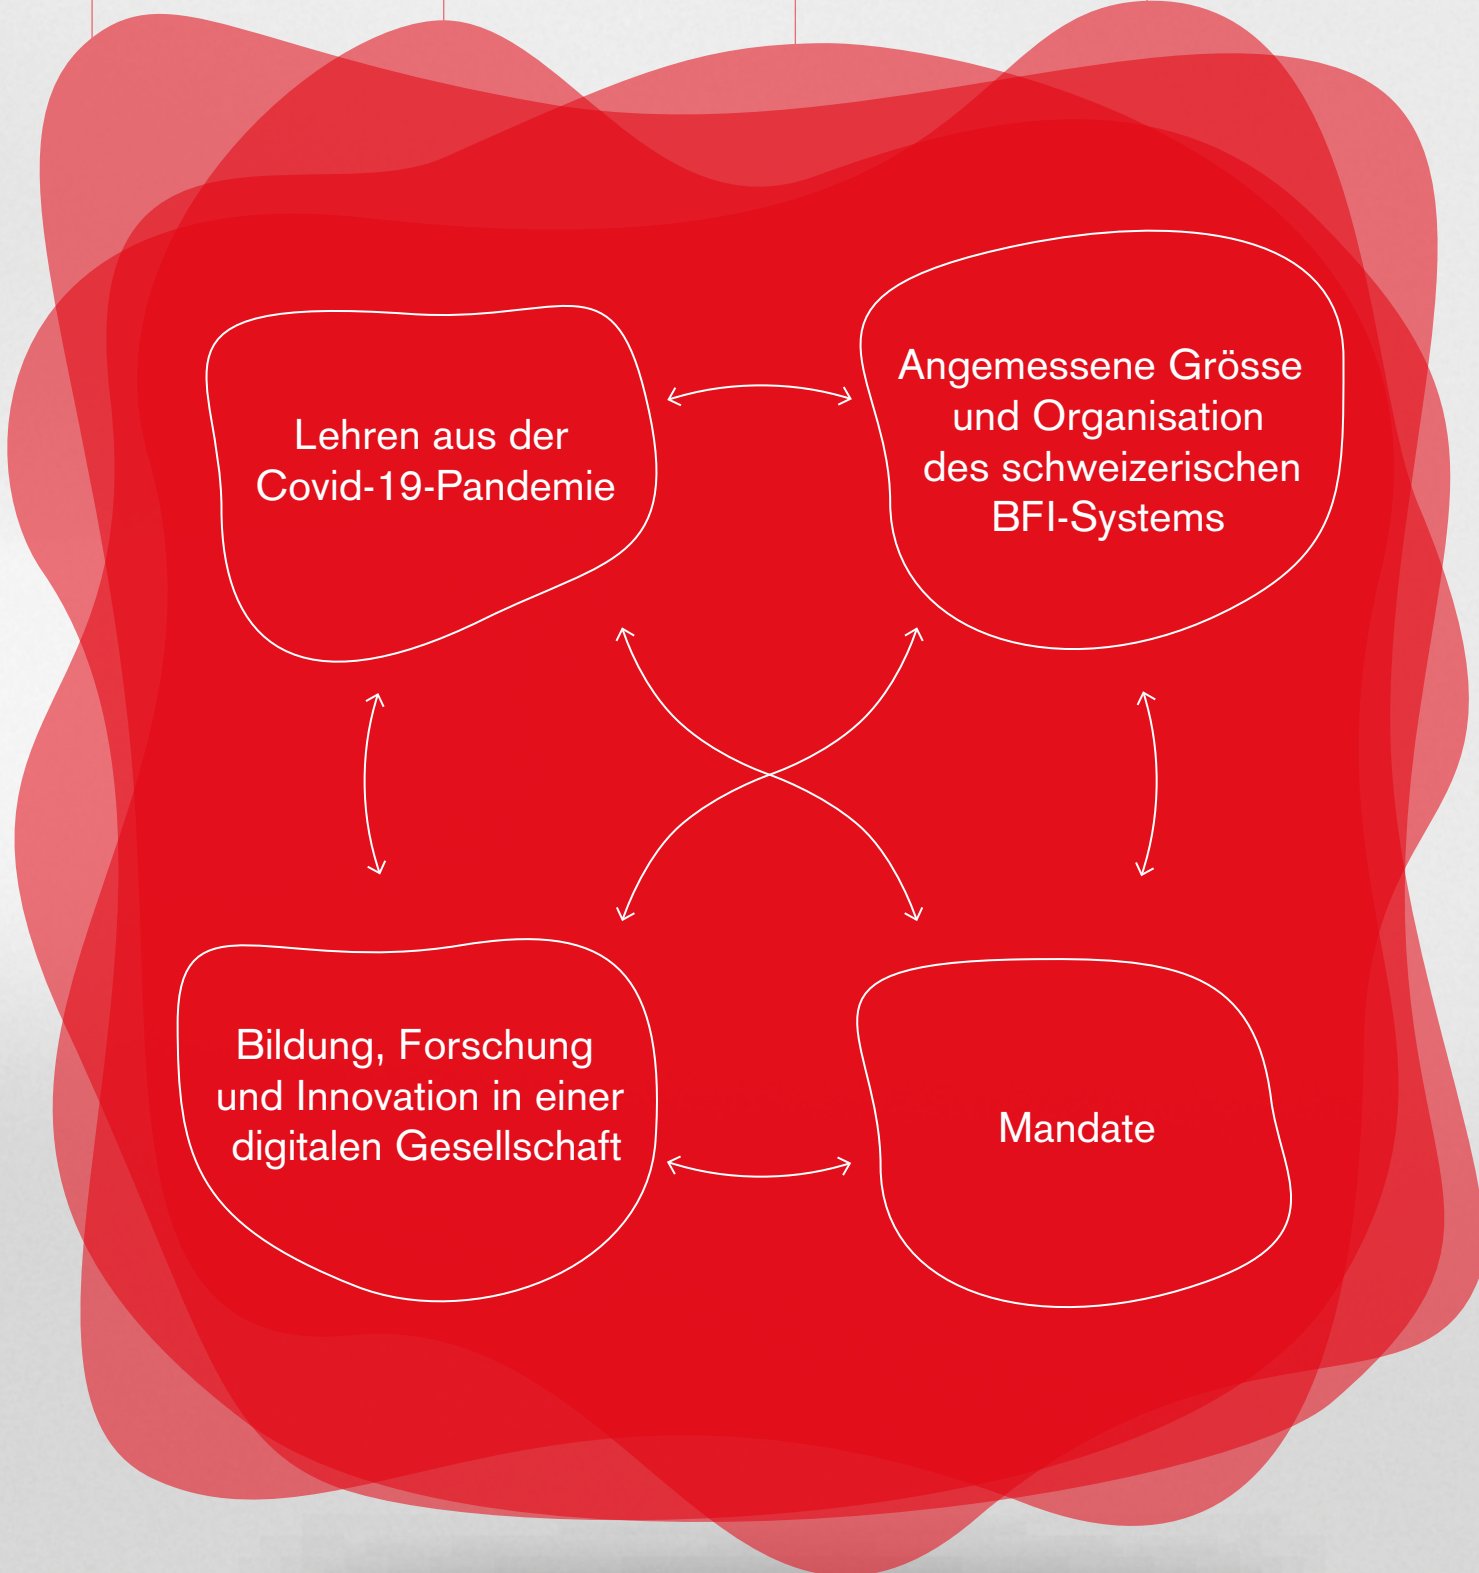 Lehren aus der
Covid-19-Pandemie
Angemessene Grösse
und Organisation
des schweizerischen
BFI-Systems
Bildung, Forschung
und Innovation in einer
digitalen Gesellschaft
Mandate